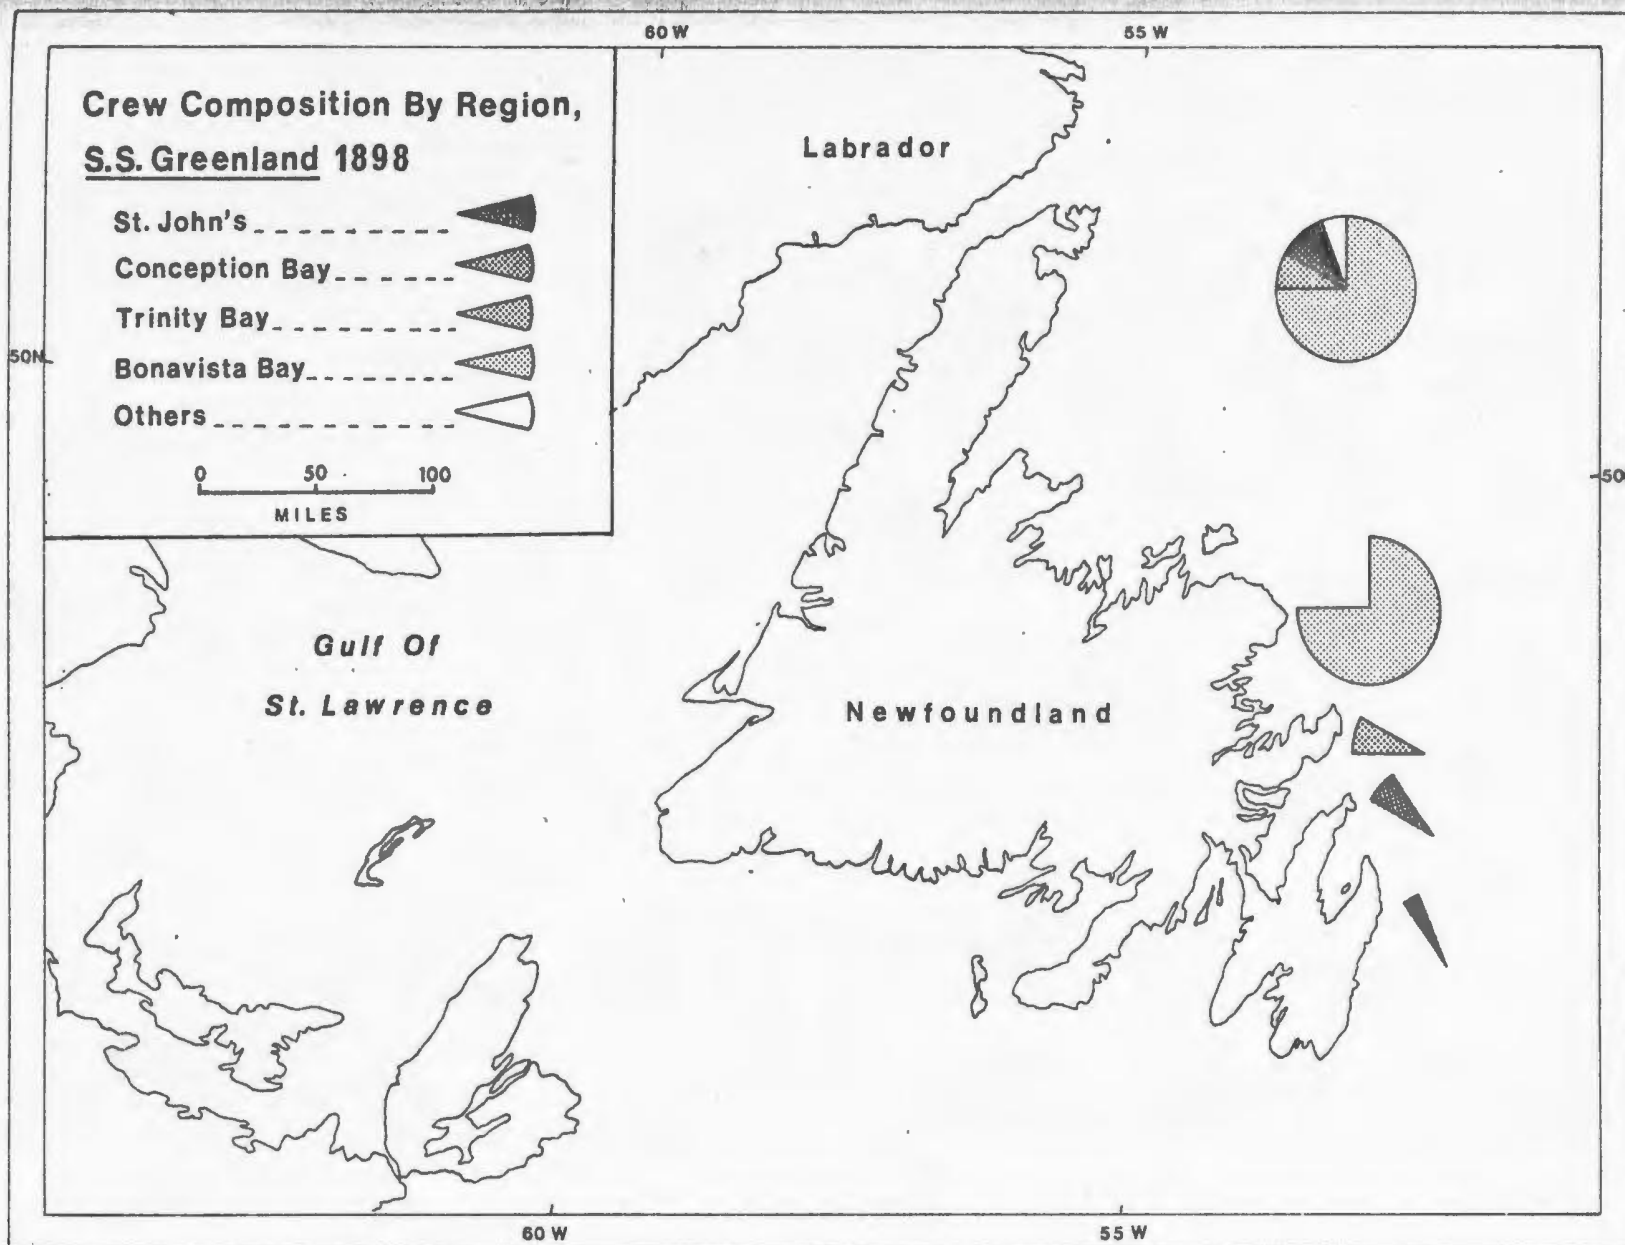 60 W 55 W
Crew Composition By Region,
S.S. Greenland 1898
St. John's
Conception Bay
Trinity Bay
Bonavista Bay
Others
0 50 100
MILES
Labrador
50N
50
Gulf Of
St. Lawrence
Newfoundland
60 W 55 W